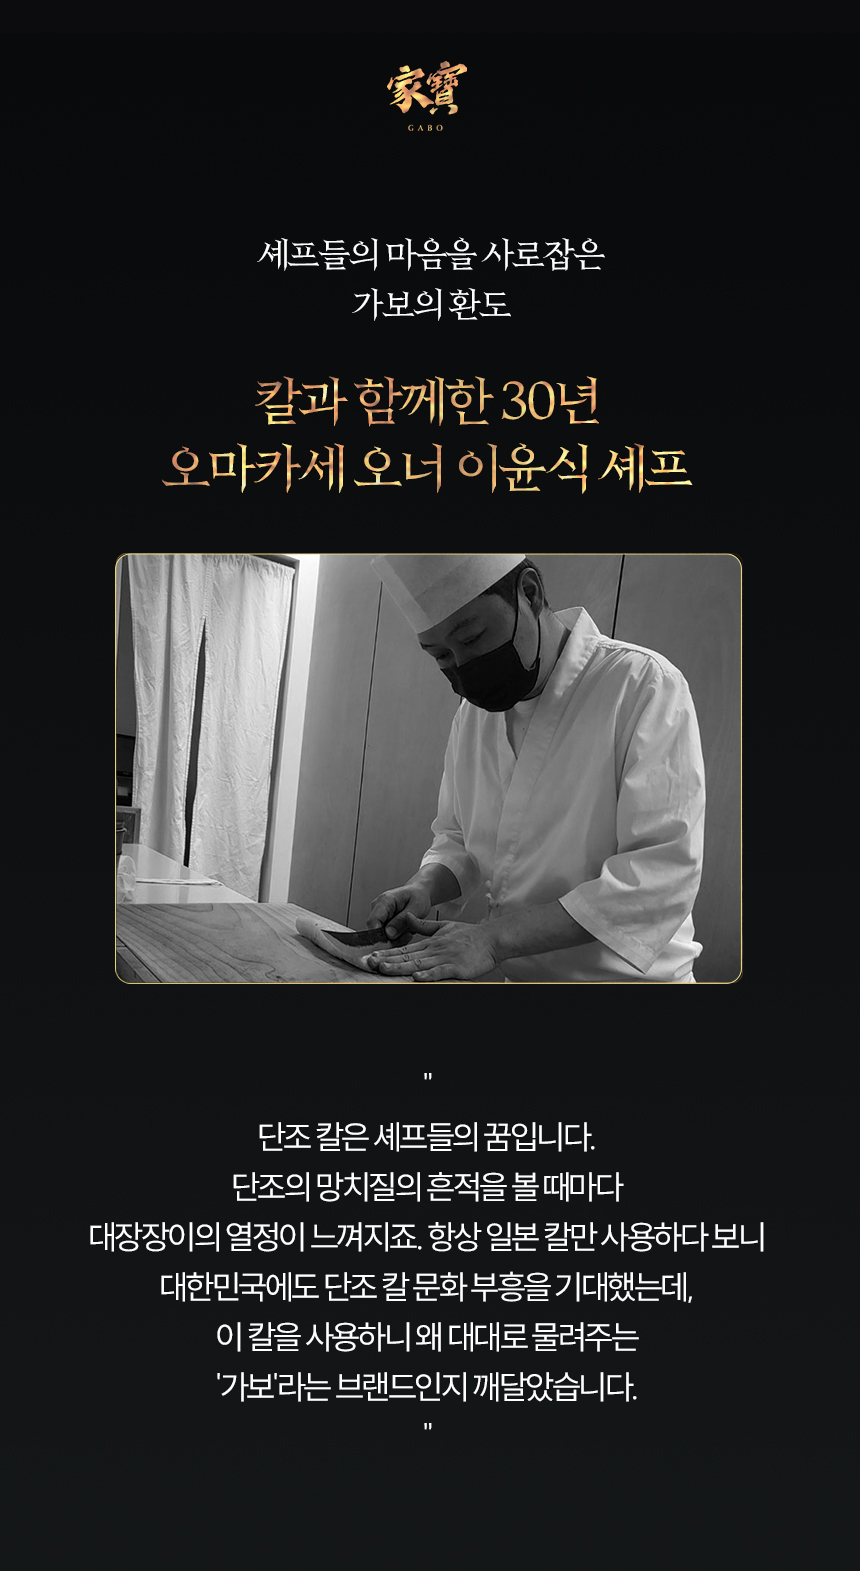 家寶
GABO
셰프들의 마음을 사로잡은
가보의 환도
칼과 함께한 30년
오마카세 오너 이윤식 셰프
"
단조 칼은 셰프들의 꿈입니다.
단조의 망치질의 흔적을 볼 때마다
대장장이의 열정이 느껴지죠. 항상 일본 칼만 사용하다 보니
대한민국에도 단조 칼 문화 부흥을 기대했는데,
이 칼을 사용하니 왜 대대로 물려주는
'가보'라는 브랜드인지 깨달았습니다.
"